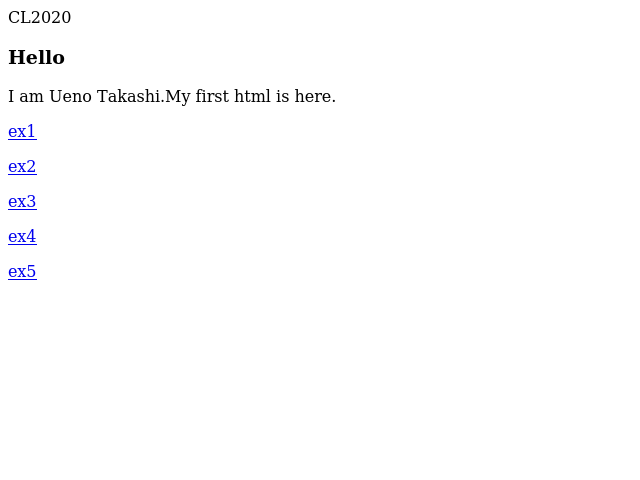 CL2020
Hello
I am Ueno Takashi.My first html is here.
ex1
ex2
ex3
ex4
ex5